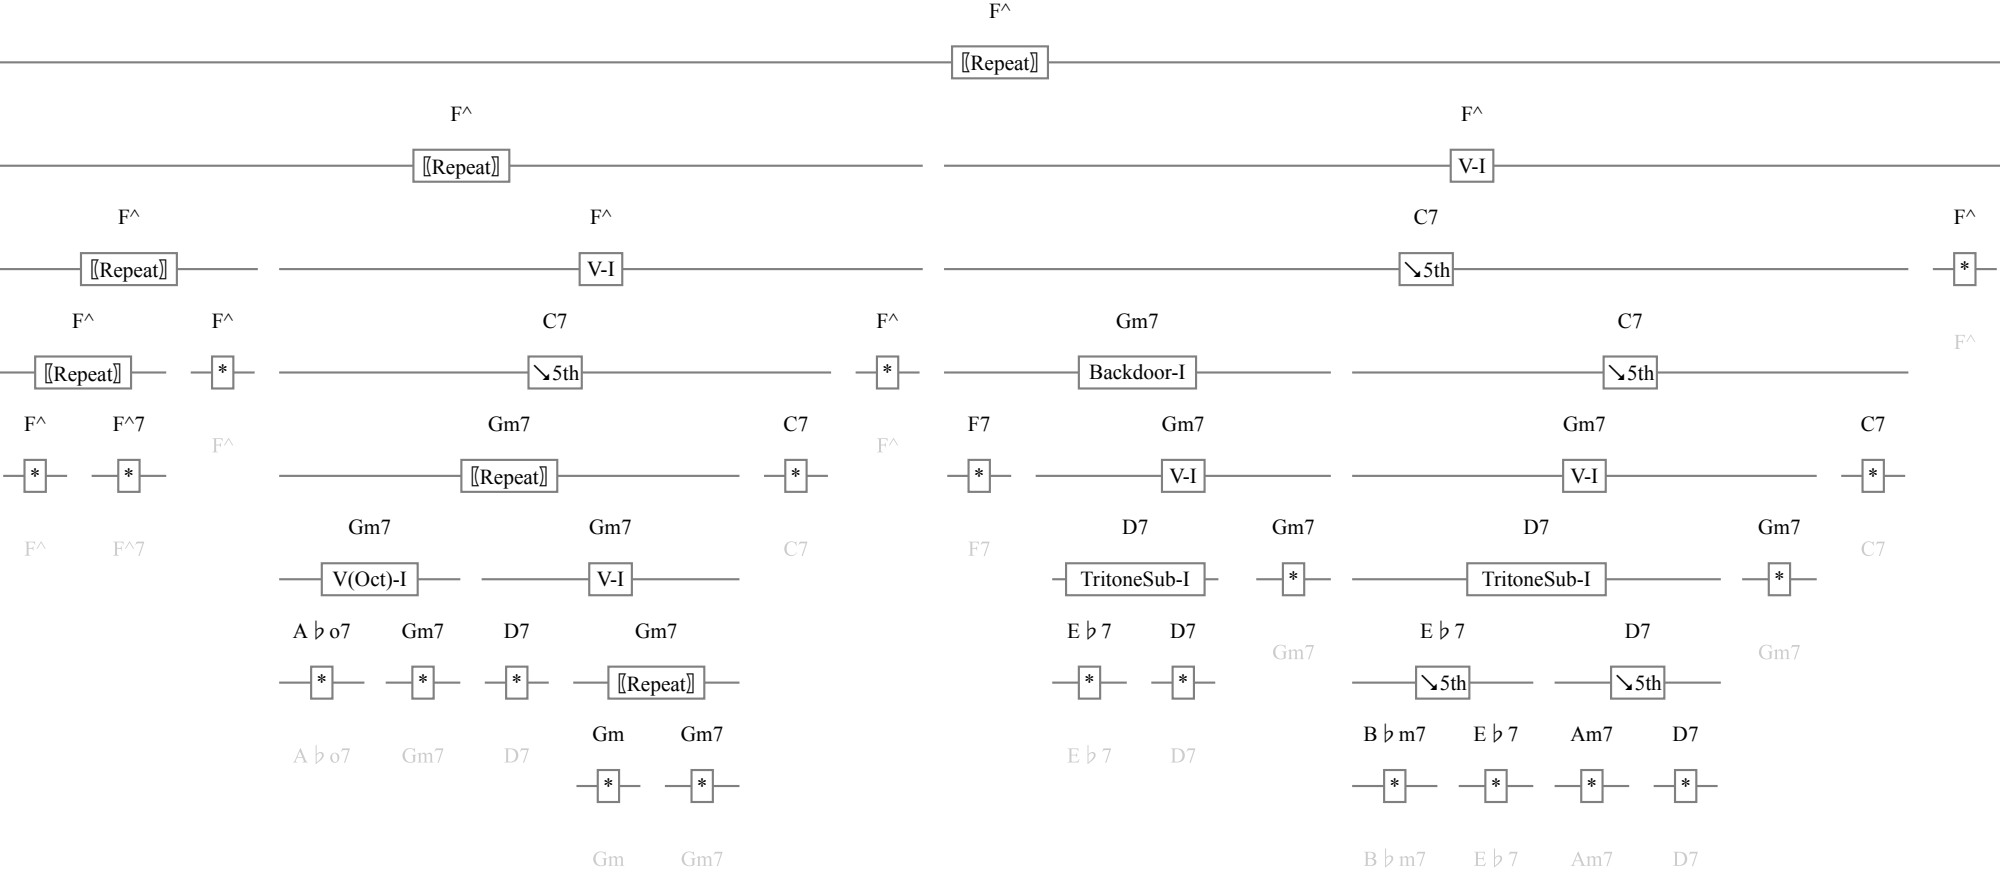 F^
⟦Repeat⟧
F^ F^
⟦Repeat⟧ V-I
F^ F^ C7 F^
⟦Repeat⟧ V-I ↘5th *
F^ F^ C7 F^ Gm7 C7 F^
⟦Repeat⟧ * ↘5th * Backdoor-I ↘5th
F^ F^7 F^ Gm7 C7 F^ F7 Gm7 Gm7 C7
* * ⟦Repeat⟧ * * V-I V-I *
F^ F^7 Gm7 Gm7 C7 F7 D7 Gm7 D7 Gm7 C7
V(Oct)-I V-I TritoneSub-I * TritoneSub-I *
A♭o7 Gm7 D7 Gm7 E♭7 D7 Gm7 E♭7 D7 Gm7
* * * ⟦Repeat⟧ * * ↘5th ↘5th
A♭o7 Gm7 D7 Gm Gm7 E♭7 D7 B♭m7 E♭7 Am7 D7
* * * * * *
Gm Gm7 B♭m7 E♭7 Am7 D7